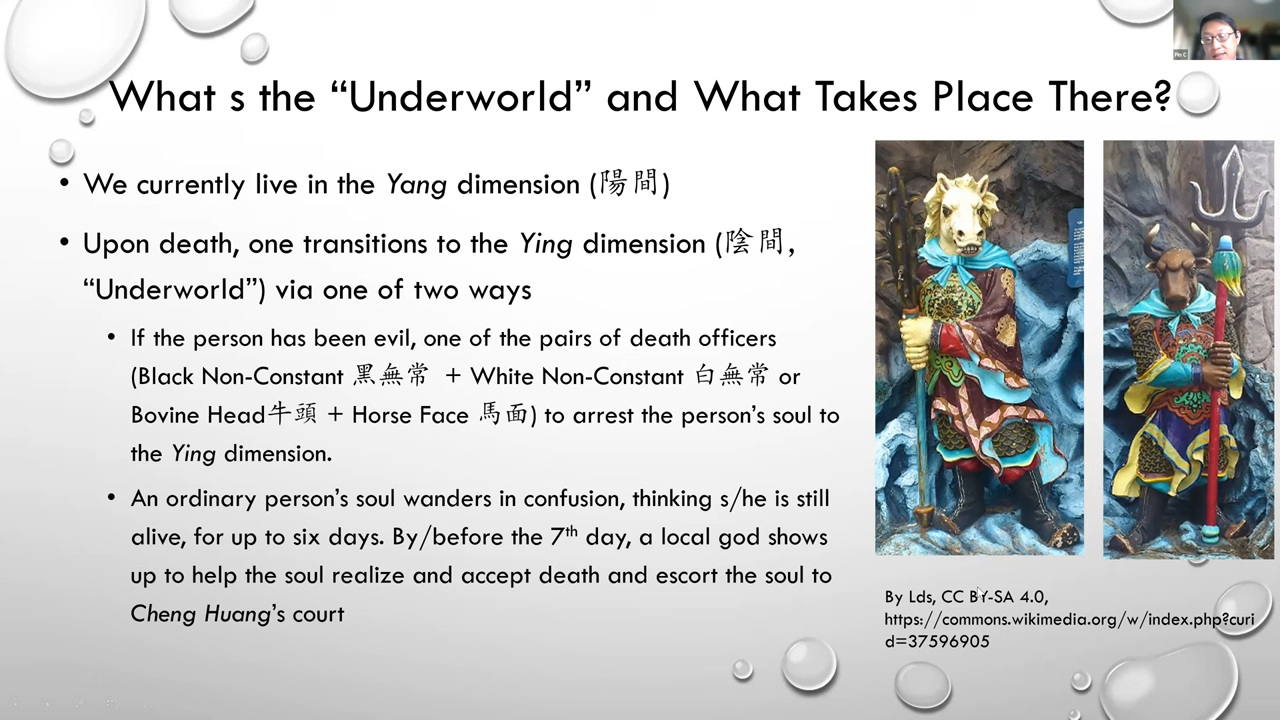 What s the “Underworld” and What Takes Place There?
• We currently live in the Yang dimension (陽間)
• Upon death, one transitions to the Ying dimension (陰間,
“Underworld”) via one of two ways
• If the person has been evil, one of the pairs of death officers
(Black Non-Constant 黑無常 + White Non-Constant 白無常 or
Bovine Head牛頭 + Horse Face 馬面) to arrest the person’s soul to
the Ying dimension.
• An ordinary person’s soul wanders in confusion, thinking s/he is still
alive, for up to six days. By/before the 7th day, a local god shows
up to help the soul realize and accept death and escort the soul to
Cheng Huang’s court
By Lds, CC BY-SA 4.0,
https://commons.wikimedia.org/w/index.php?curi
d=37596905